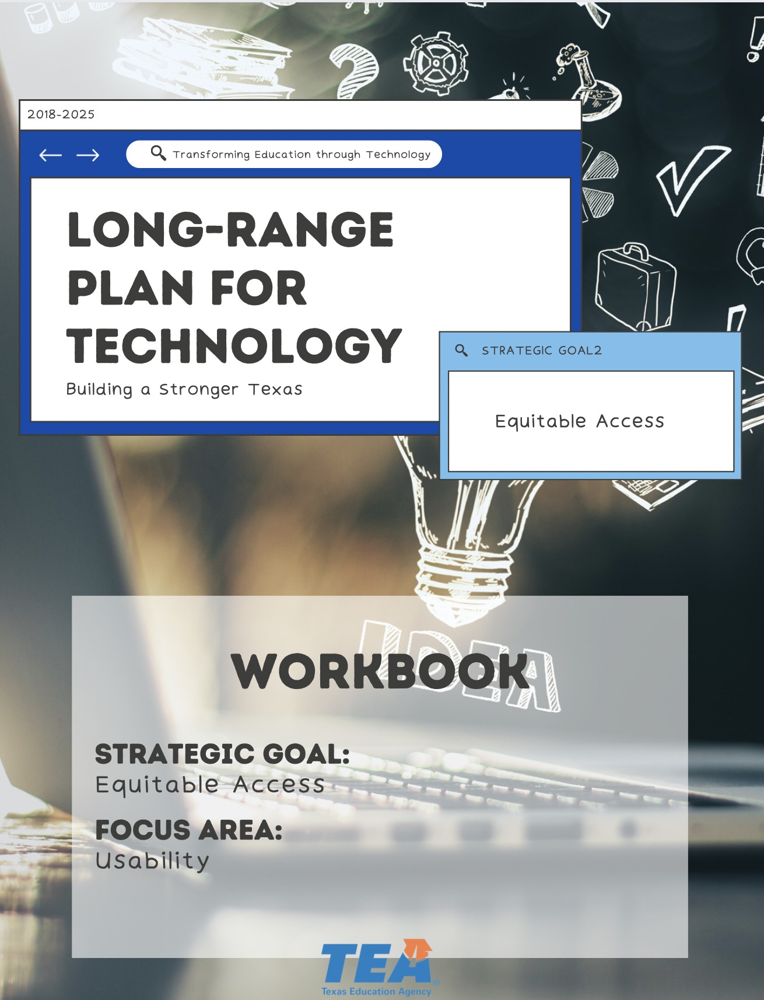 2018-2025
Transforming Education through Technology
LONG-RANGE
PLAN FOR
TECHNOLOGY
Building a Stronger Texas
STRATEGIC GOAL2
Equitable Access
IDEA
WORKBOOK
STRATEGIC GOAL:
Equitable Access
FOCUS AREA:
Usability
TEA®
Texas Education Agency